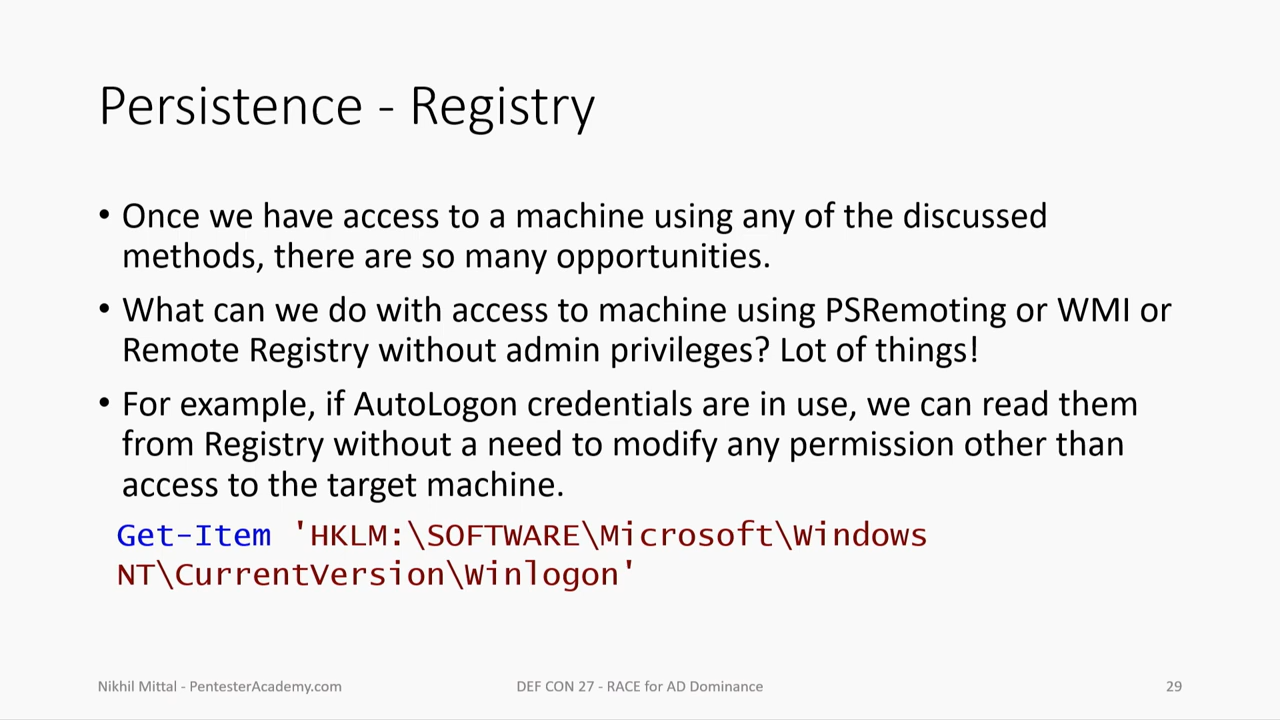 Persistence - Registry
• Once we have access to a machine using any of the discussed
methods, there are so many opportunities.
• What can we do with access to machine using PSRemoting or WMI or
Remote Registry without admin privileges? Lot of things!
• For example, if AutoLogon credentials are in use, we can read them
from Registry without a need to modify any permission other than
access to the target machine.
Get-Item 'HKLM:\SOFTWARE\Microsoft\Windows
NT\CurrentVersion\Winlogon'
Nikhil Mittal - PentesterAcademy.com
DEF CON 27 - RACE for AD Dominance
29